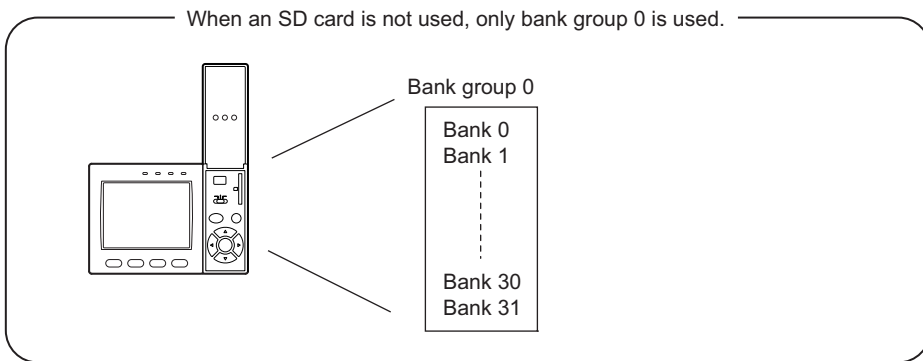 When an SD card is not used, only bank group 0 is used.
Bank group 0
Bank 0
Bank 1
Bank 30
Bank 31